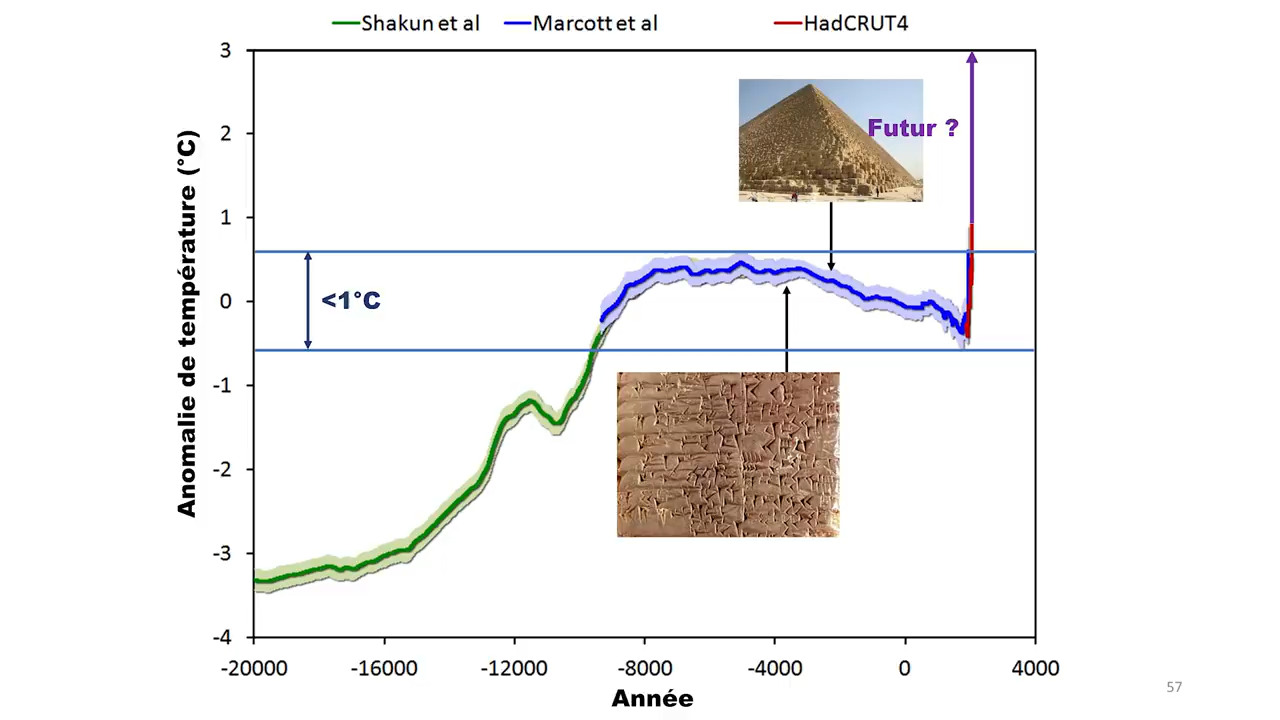 Shakun et al Marcott et al HadCRUT4
3
2
1
0
-1
-2
-3
-4
Anomalie de température (°C)
Futur ?
<1°C
-20000 -16000 -12000 -8000 -4000 0 4000
Année
57